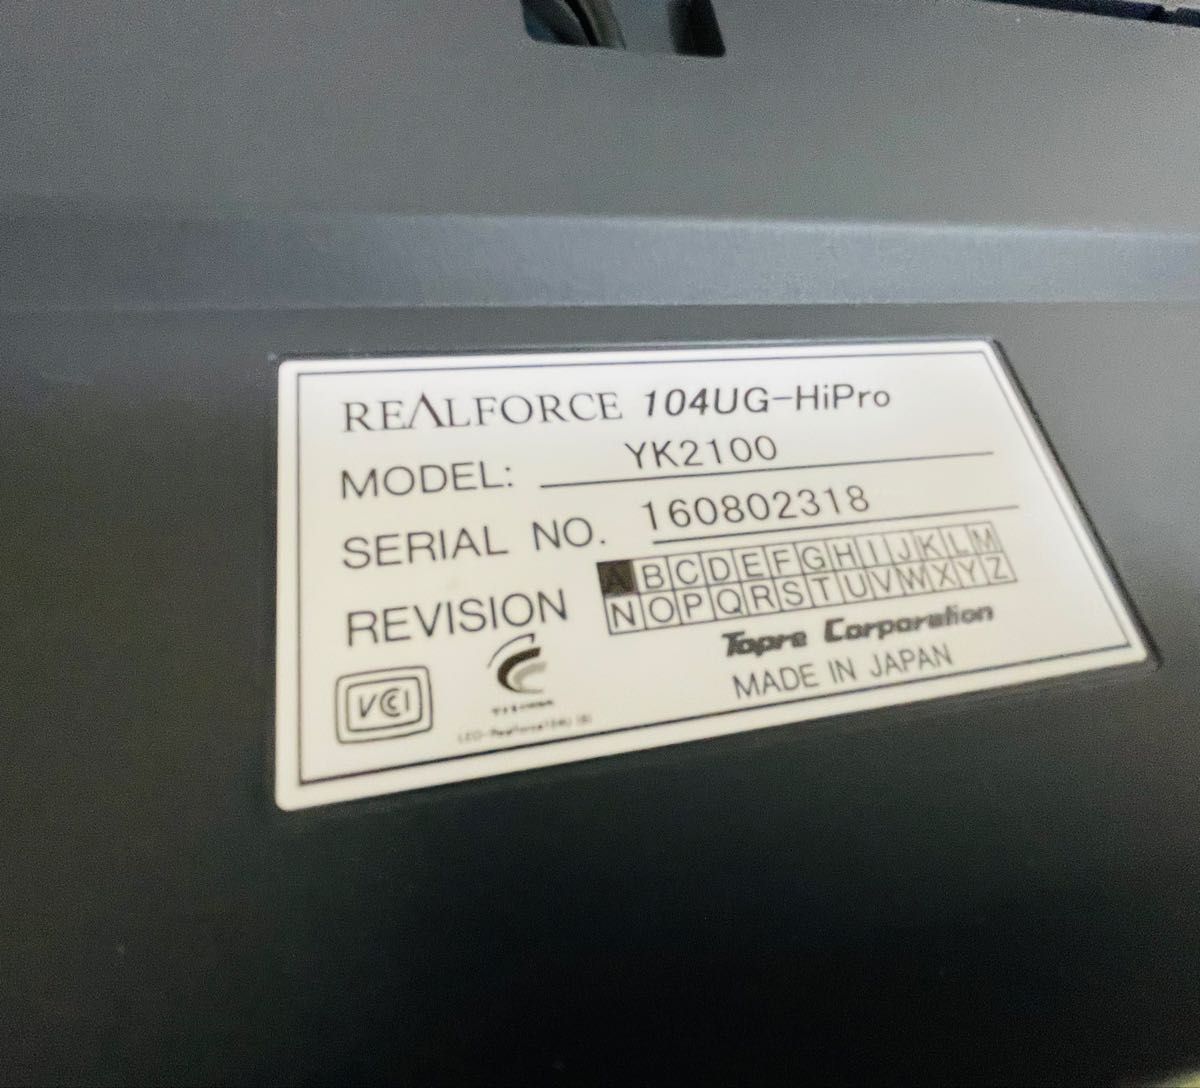 REALFORCE 104UG-HiPro
MODEL: YK2100
SERIAL NO. 160802318
REVISION
A B C D E F G H I J K L M
N O P Q R S T U V W X Y Z
Topre Corporation
MADE IN JAPAN
VCI